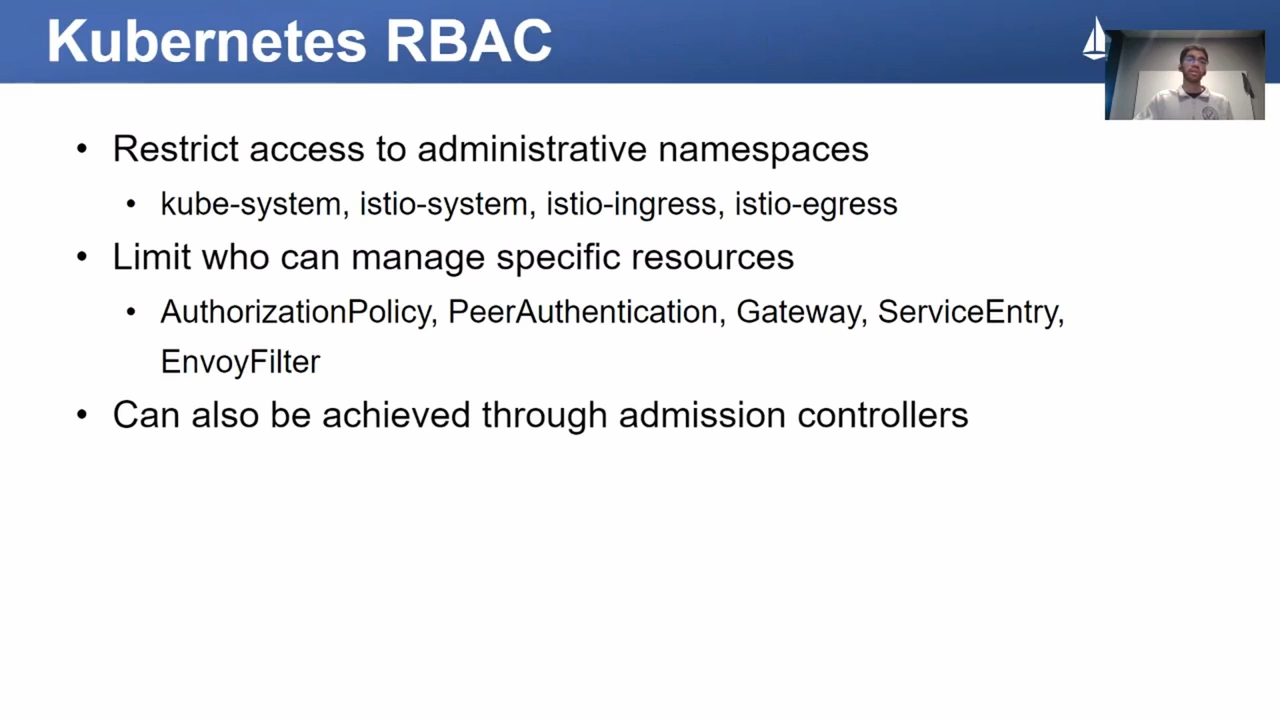 Kubernetes RBAC
• Restrict access to administrative namespaces
• kube-system, istio-system, istio-ingress, istio-egress
• Limit who can manage specific resources
• AuthorizationPolicy, PeerAuthentication, Gateway, ServiceEntry,
EnvoyFilter
• Can also be achieved through admission controllers